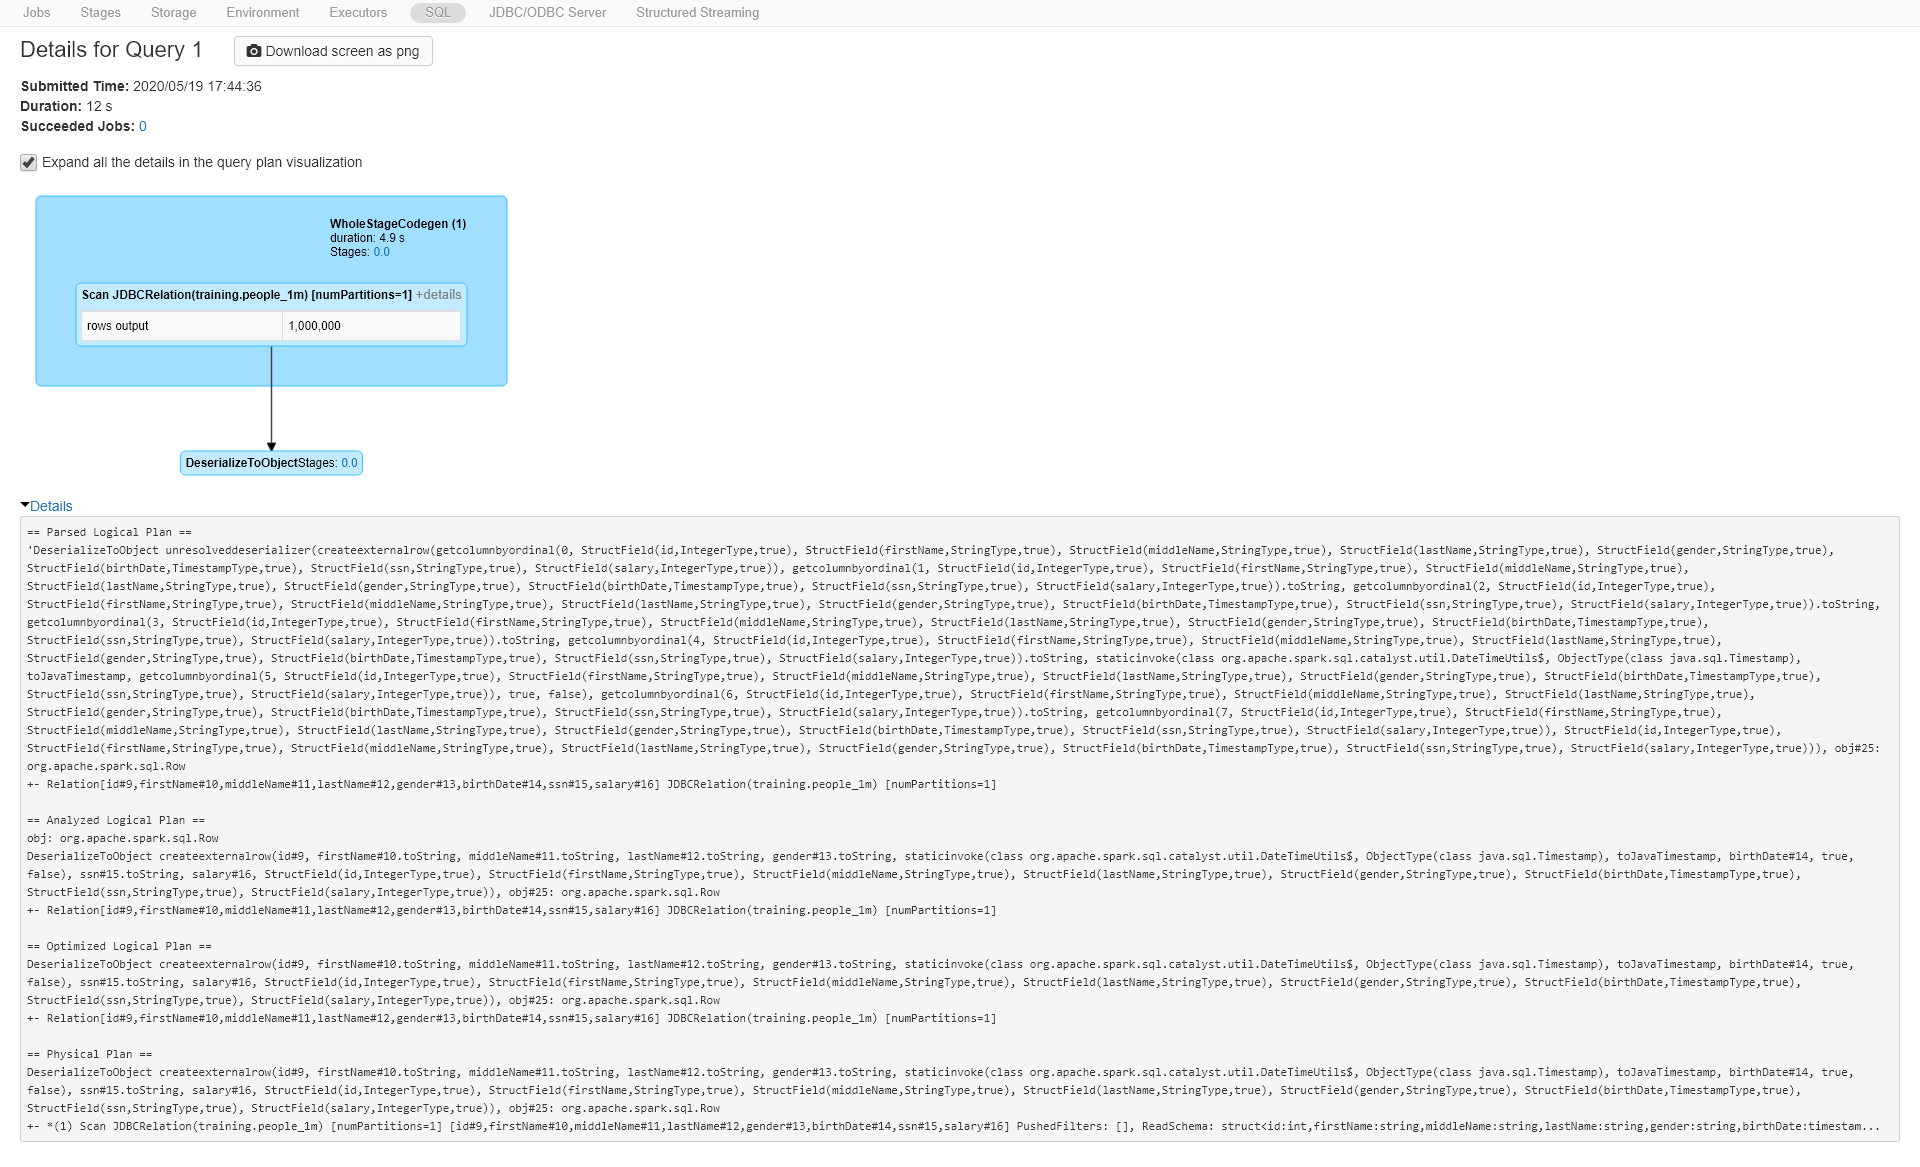 Jobs Stages Storage Environment Executors SQL JDBC/ODBC Server Structured Streaming
Details for Query 1 Download screen as png
Submitted Time: 2020/05/19 17:44:36
Duration: 12 s
Succeeded Jobs: 0
Expand all the details in the query plan visualization
WholeStageCodegen (1)
duration: 4.9 s
Stages: 0.0
Scan JDBCRelation(training.people_1m) [numPartitions=1] +details
rows output 1,000,000
DeserializeToObjectStages: 0.0
Details
== Parsed Logical Plan ==
'DeserializeToObject unresolveddeserializer(createexternalrow(getcolumnbyordinal(0, StructField(id,IntegerType,true), StructField(firstName,StringType,true), StructField(middleName,StringType,true), StructField(lastName,StringType,true), StructField(gender,StringType,true),
StructField(birthDate,TimestampType,true), StructField(ssn,StringType,true), StructField(salary,IntegerType,true)), getcolumnbyordinal(1, StructField(id,IntegerType,true), StructField(firstName,StringType,true), StructField(middleName,StringType,true),
StructField(lastName,StringType,true), StructField(gender,StringType,true), StructField(birthDate,TimestampType,true), StructField(ssn,StringType,true), StructField(salary,IntegerType,true)).toString, getcolumnbyordinal(2, StructField(id,IntegerType,true),
StructField(firstName,StringType,true), StructField(middleName,StringType,true), StructField(lastName,StringType,true), StructField(gender,StringType,true), StructField(birthDate,TimestampType,true), StructField(ssn,StringType,true), StructField(salary,IntegerType,true)).toString,
getcolumnbyordinal(3, StructField(id,IntegerType,true), StructField(firstName,StringType,true), StructField(middleName,StringType,true), StructField(lastName,StringType,true), StructField(gender,StringType,true), StructField(birthDate,TimestampType,true),
StructField(ssn,StringType,true), StructField(salary,IntegerType,true)).toString, getcolumnbyordinal(4, StructField(id,IntegerType,true), StructField(firstName,StringType,true), StructField(middleName,StringType,true), StructField(lastName,StringType,true),
StructField(gender,StringType,true), StructField(birthDate,TimestampType,true), StructField(ssn,StringType,true), StructField(salary,IntegerType,true)).toString, staticinvoke(class org.apache.spark.sql.catalyst.util.DateTimeUtils$, ObjectType(class java.sql.Timestamp),
toJavaTimestamp, getcolumnbyordinal(5, StructField(id,IntegerType,true), StructField(firstName,StringType,true), StructField(middleName,StringType,true), StructField(lastName,StringType,true), StructField(gender,StringType,true), StructField(birthDate,TimestampType,true),
StructField(ssn,StringType,true), StructField(salary,IntegerType,true)), true, false), getcolumnbyordinal(6, StructField(id,IntegerType,true), StructField(firstName,StringType,true), StructField(middleName,StringType,true), StructField(lastName,StringType,true),
StructField(gender,StringType,true), StructField(birthDate,TimestampType,true), StructField(ssn,StringType,true), StructField(salary,IntegerType,true)).toString, getcolumnbyordinal(7, StructField(id,IntegerType,true), StructField(firstName,StringType,true),
StructField(middleName,StringType,true), StructField(lastName,StringType,true), StructField(gender,StringType,true), StructField(birthDate,TimestampType,true), StructField(ssn,StringType,true), StructField(salary,IntegerType,true)), StructField(id,IntegerType,true),
StructField(firstName,StringType,true), StructField(middleName,StringType,true), StructField(lastName,StringType,true), StructField(gender,StringType,true), StructField(birthDate,TimestampType,true), StructField(ssn,StringType,true), StructField(salary,IntegerType,true))), obj#25:
org.apache.spark.sql.Row
+- Relation[id#9,firstName#10,middleName#11,lastName#12,gender#13,birthDate#14,ssn#15,salary#16] JDBCRelation(training.people_1m) [numPartitions=1]
== Analyzed Logical Plan ==
obj: org.apache.spark.sql.Row
DeserializeToObject createexternalrow(id#9, firstName#10.toString, middleName#11.toString, lastName#12.toString, gender#13.toString, staticinvoke(class org.apache.spark.sql.catalyst.util.DateTimeUtils$, ObjectType(class java.sql.Timestamp), toJavaTimestamp, birthDate#14, true,
false), ssn#15.toString, salary#16, StructField(id,IntegerType,true), StructField(firstName,StringType,true), StructField(middleName,StringType,true), StructField(lastName,StringType,true), StructField(gender,StringType,true), StructField(birthDate,TimestampType,true),
StructField(ssn,StringType,true), StructField(salary,IntegerType,true)), obj#25: org.apache.spark.sql.Row
+- Relation[id#9,firstName#10,middleName#11,lastName#12,gender#13,birthDate#14,ssn#15,salary#16] JDBCRelation(training.people_1m) [numPartitions=1]
== Optimized Logical Plan ==
DeserializeToObject createexternalrow(id#9, firstName#10.toString, middleName#11.toString, lastName#12.toString, gender#13.toString, staticinvoke(class org.apache.spark.sql.catalyst.util.DateTimeUtils$, ObjectType(class java.sql.Timestamp), toJavaTimestamp, birthDate#14, true,
false), ssn#15.toString, salary#16, StructField(id,IntegerType,true), StructField(firstName,StringType,true), StructField(middleName,StringType,true), StructField(lastName,StringType,true), StructField(gender,StringType,true), StructField(birthDate,TimestampType,true),
StructField(ssn,StringType,true), StructField(salary,IntegerType,true)), obj#25: org.apache.spark.sql.Row
+- Relation[id#9,firstName#10,middleName#11,lastName#12,gender#13,birthDate#14,ssn#15,salary#16] JDBCRelation(training.people_1m) [numPartitions=1]
== Physical Plan ==
DeserializeToObject createexternalrow(id#9, firstName#10.toString, middleName#11.toString, lastName#12.toString, gender#13.toString, staticinvoke(class org.apache.spark.sql.catalyst.util.DateTimeUtils$, ObjectType(class java.sql.Timestamp), toJavaTimestamp, birthDate#14, true,
false), ssn#15.toString, salary#16, StructField(id,IntegerType,true), StructField(firstName,StringType,true), StructField(middleName,StringType,true), StructField(lastName,StringType,true), StructField(gender,StringType,true), StructField(birthDate,TimestampType,true),
StructField(ssn,StringType,true), StructField(salary,IntegerType,true)), obj#25: org.apache.spark.sql.Row
+- *(1) Scan JDBCRelation(training.people_1m) [numPartitions=1] [id#9,firstName#10,middleName#11,lastName#12,gender#13,birthDate#14,ssn#15,salary#16] PushedFilters: [], ReadSchema: struct<id:int,firstName:string,middleName:string,lastName:string,gender:string,birthDate:timestam...